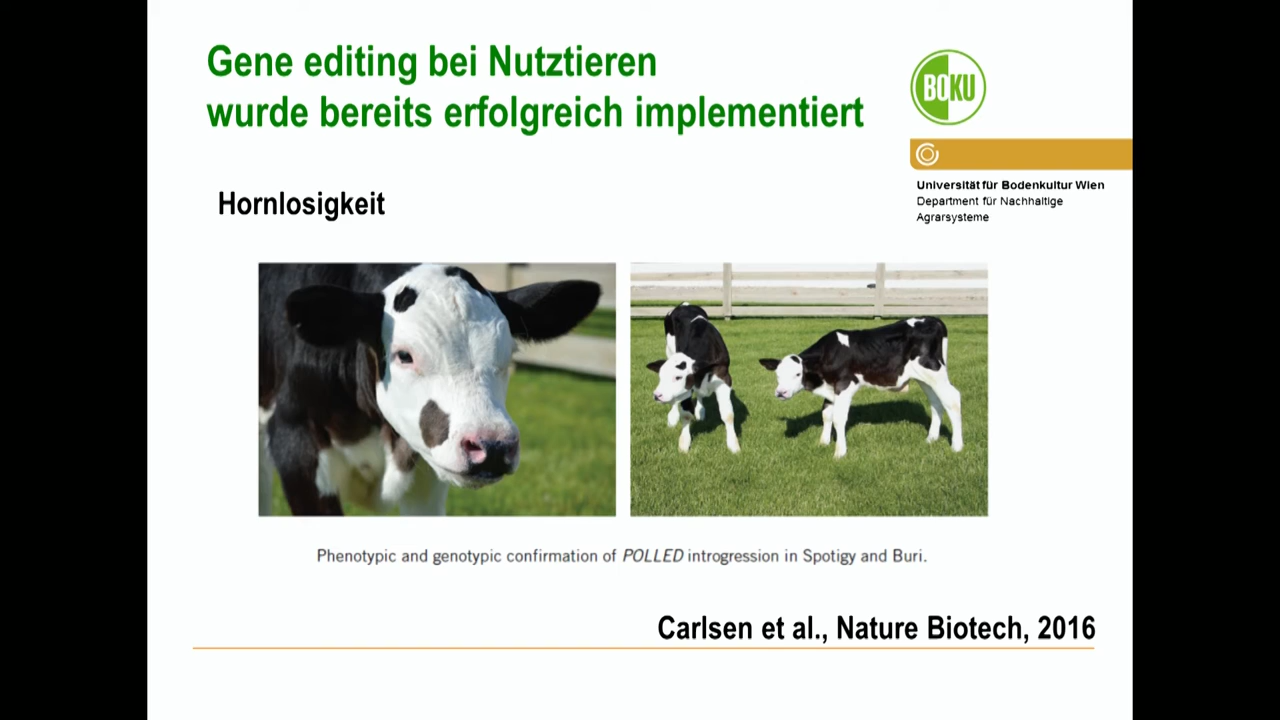 Gene editing bei Nutztieren
wurde bereits erfolgreich implementiert
BOKU
Universität für Bodenkultur Wien
Department für Nachhaltige
Agrarsysteme
Hornlosigkeit
Phenotypic and genotypic confirmation of POLLED introgression in Spotigy and Buri.
Carlsen et al., Nature Biotech, 2016